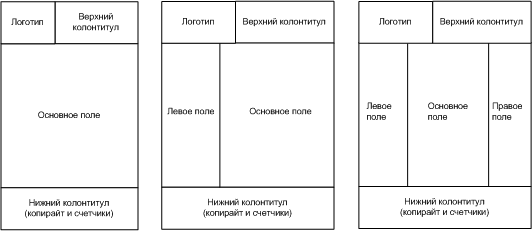 Логотип
Верхний
колонтитул
Основное поле
Нижний колонтитул
(копирайт и счетчики)
Логотип
Верхний колонтитул
Левое поле
Основное поле
Нижний колонтитул
(копирайт и счетчики)
Логотип
Верхний колонтитул
Левое
поле
Основное
поле
Правое
поле
Нижний колонтитул
(копирайт и счетчики)